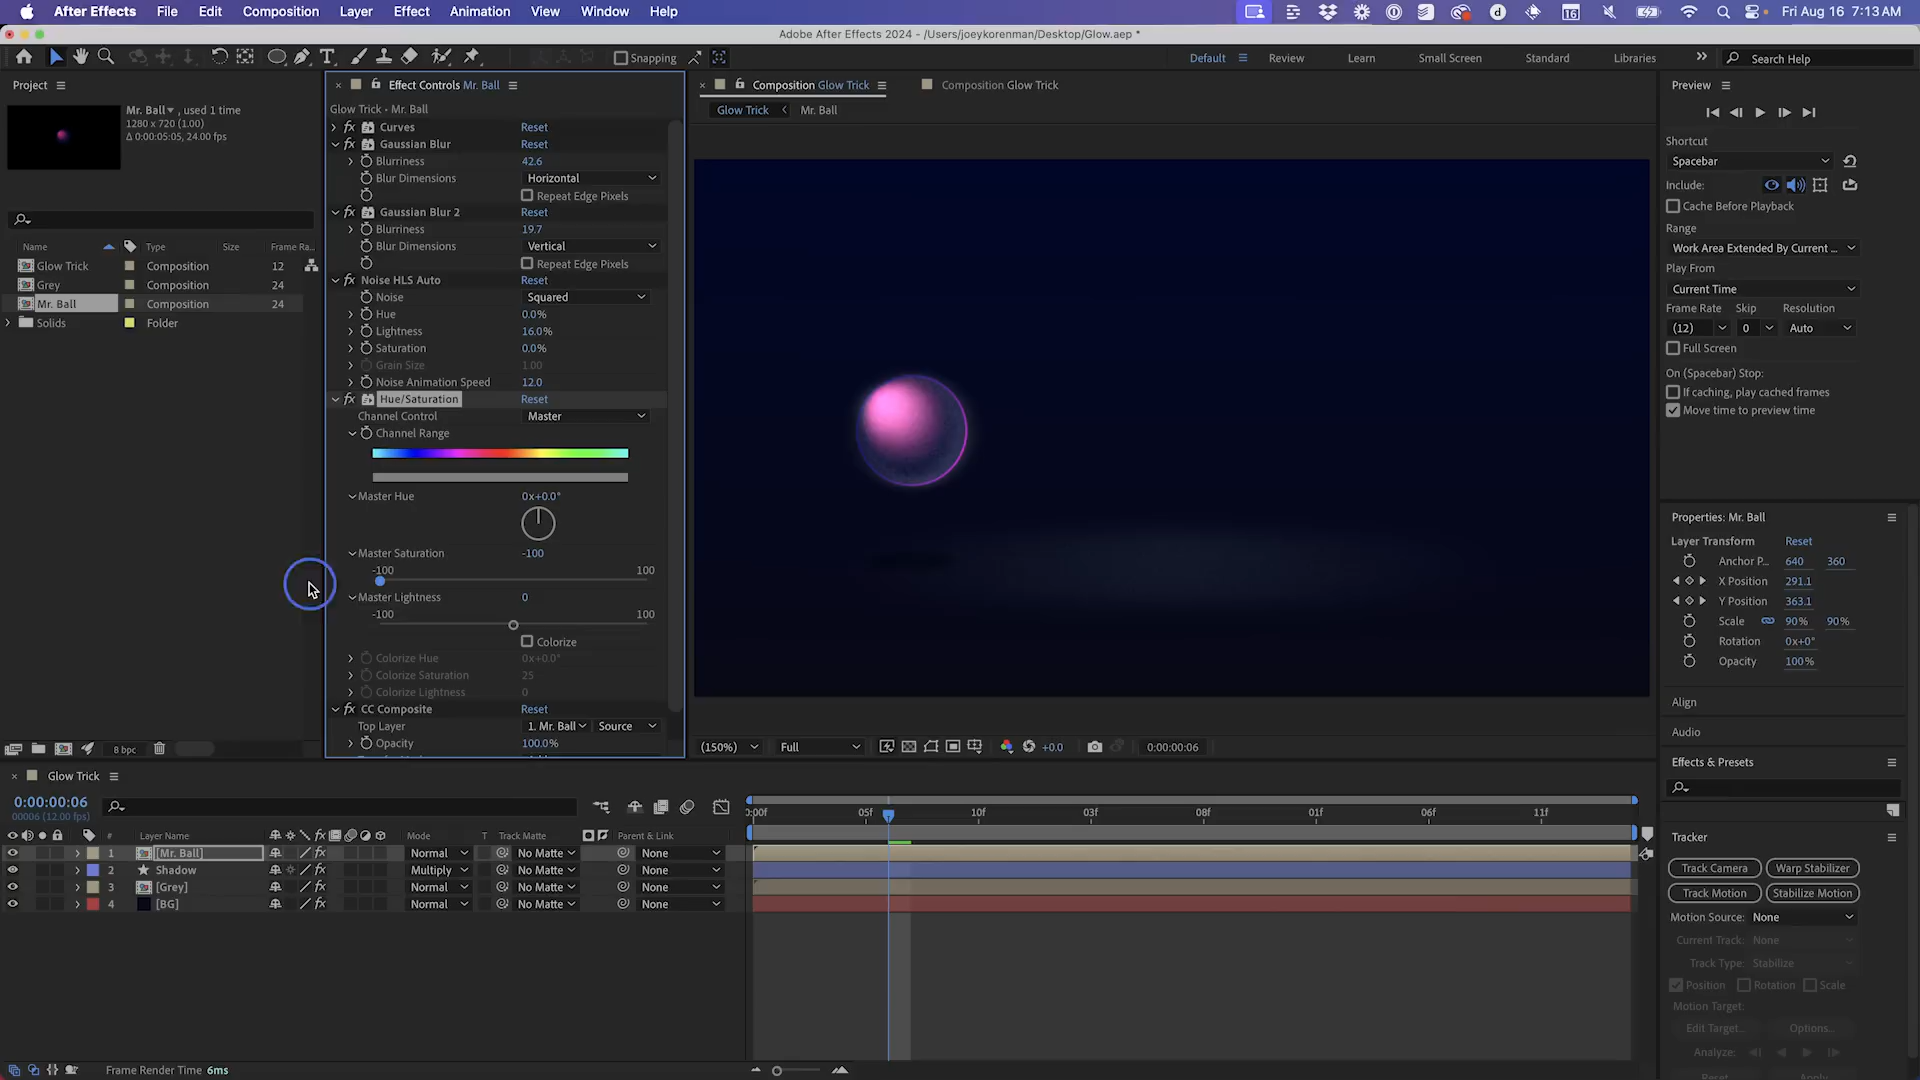 After Effects File Edit Composition Layer Effect Animation View Window Help
16 Fri Aug 16 7:13 AM
Adobe After Effects 2024 - /Users/joeykorenman/Desktop/Glow.aep *
Snapping Default Review Learn Small Screen Standard Libraries Search Help
Project
Mr. Ball , used 1 time
1280 x 720 (1.00)
Δ 0:00:05:05, 24.00 fps
Name Type Size Frame Ra...
Glow Trick Composition 12
Grey Composition 24
Mr. Ball Composition 24
Solids Folder
8 bpc
Effect Controls Mr. Ball
Glow Trick • Mr. Ball
fx Curves Reset
fx Gaussian Blur Reset
Blurriness 42.6
Blur Dimensions Horizontal
Repeat Edge Pixels
fx Gaussian Blur 2 Reset
Blurriness 19.7
Blur Dimensions Vertical
Repeat Edge Pixels
fx Noise HLS Auto Reset
Noise Squared
Hue 0.0%
Lightness 16.0%
Saturation 0.0%
Grain Size 1.00
Noise Animation Speed 12.0
fx Hue/Saturation Reset
Channel Control Master
Channel Range
Master Hue 0x+0.0°
Master Saturation -100
-100 100
Master Lightness 0
-100 100
Colorize
Colorize Hue 0x+0.0°
Colorize Saturation 25
Colorize Lightness 0
fx CC Composite Reset
Top Layer 1. Mr. Ball Source
Opacity 100.0%
Composition Glow Trick Composition Glow Trick
Glow Trick Mr. Ball
(150%) Full +0.0 0:00:00:06
Preview
Shortcut
Spacebar
Include:
Cache Before Playback
Range
Work Area Extended By Current ...
Play From
Current Time
Frame Rate Skip Resolution
(12) 0 Auto
Full Screen
On (Spacebar) Stop:
If caching, play cached frames
Move time to preview time
Properties: Mr. Ball
Layer Transform Reset
Anchor P... 640 360
X Position 291.1
Y Position 363.1
Scale 90% 90%
Rotation 0x+0°
Opacity 100%
Align
Audio
Effects & Presets
Tracker
Track Camera Warp Stabilizer
Track Motion Stabilize Motion
Motion Source: None
Current Track: None
Track Type: Stabilize
Position Rotation Scale
Motion Target:
Edit Target... Options...
Analyze:
Glow Trick
0:00:00:06
00006 (12.00 fps)
:00f 05f 10f 03f 08f 01f 06f 11f
# Layer Name fx Mode T Track Matte Parent & Link
1 [Mr. Ball] fx Normal No Matte None
2 Shadow fx Multiply No Matte None
3 [Grey] fx Normal No Matte None
4 [BG] fx Normal No Matte None
Frame Render Time 6ms